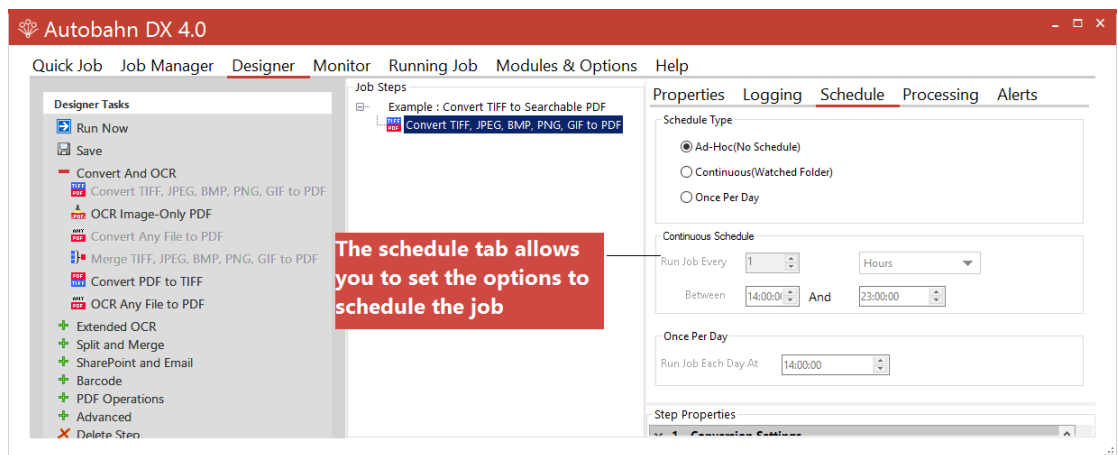 Autobahn DX 4.0
Quick Job Job Manager Designer Monitor Running Job Modules & Options Help
Designer Tasks
Run Now
Save
Convert And OCR
Convert TIFF, JPEG, BMP, PNG, GIF to PDF
OCR Image-Only PDF
Convert Any File to PDF
Merge TIFF, JPEG, BMP, PNG, GIF to PDF
Convert PDF to TIFF
OCR Any File to PDF
Extended OCR
Split and Merge
SharePoint and Email
Barcode
PDF Operations
Advanced
Delete Step
Job Steps
Example : Convert TIFF to Searchable PDF
Convert TIFF, JPEG, BMP, PNG, GIF to PDF
The schedule tab allows
you to set the options to
schedule the job
Properties Logging Schedule Processing Alerts
Schedule Type
Ad-Hoc(No Schedule)
Continuous(Watched Folder)
Once Per Day
Continuous Schedule
Run Job Every 1 Hours
Between 14:00:0 And 23:00:00
Once Per Day
Run Job Each Day At 14:00:00
Step Properties
1. Conversion Settings